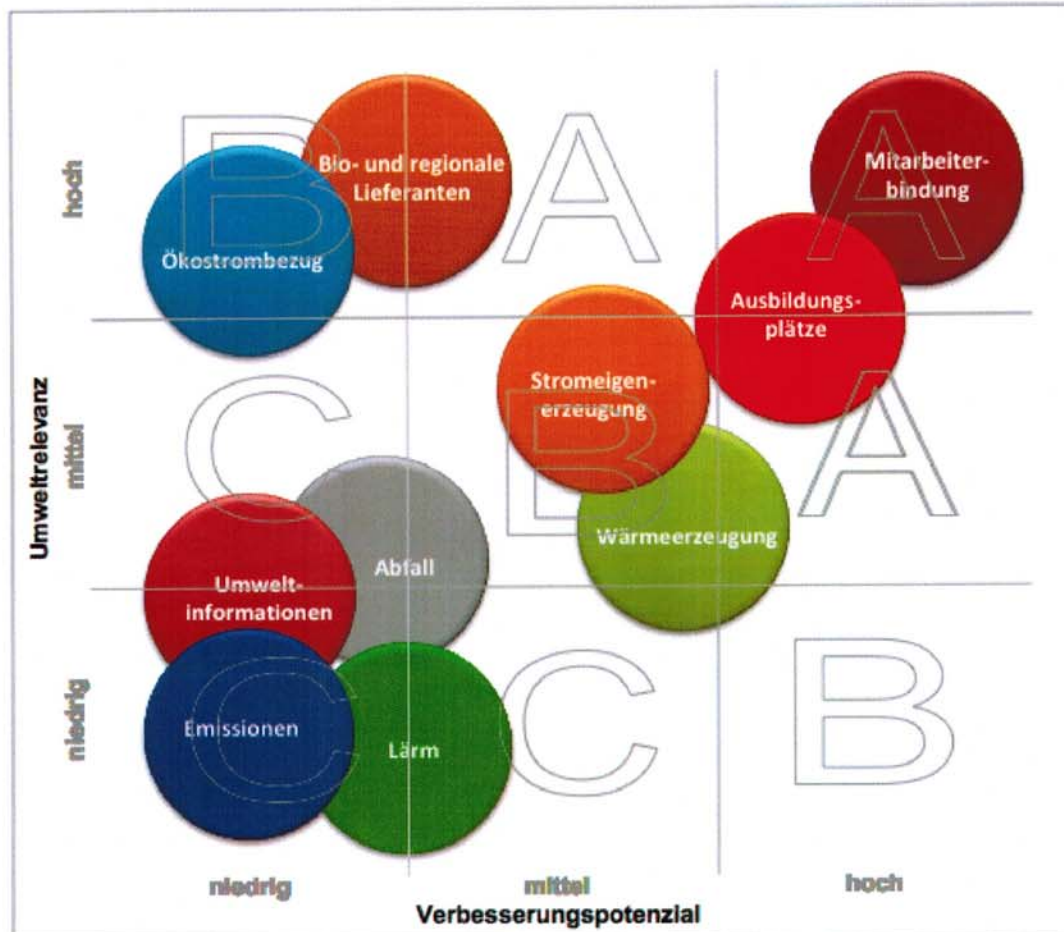 hoch
B
A
A
Bio- und regionale
Lieferanten
Mitarbeiter-
bindung
Ökostrombezug
Ausbildungs-
plätze
Umweltrelevanz
mittel
C
B
A
Stromeigen-
erzeugung
Wärmeerzeugung
Abfall
Umwelt-
informationen
niedrig
C
C
B
Emissionen
Lärm
niedrig
mittel
hoch
Verbesserungspotenzial